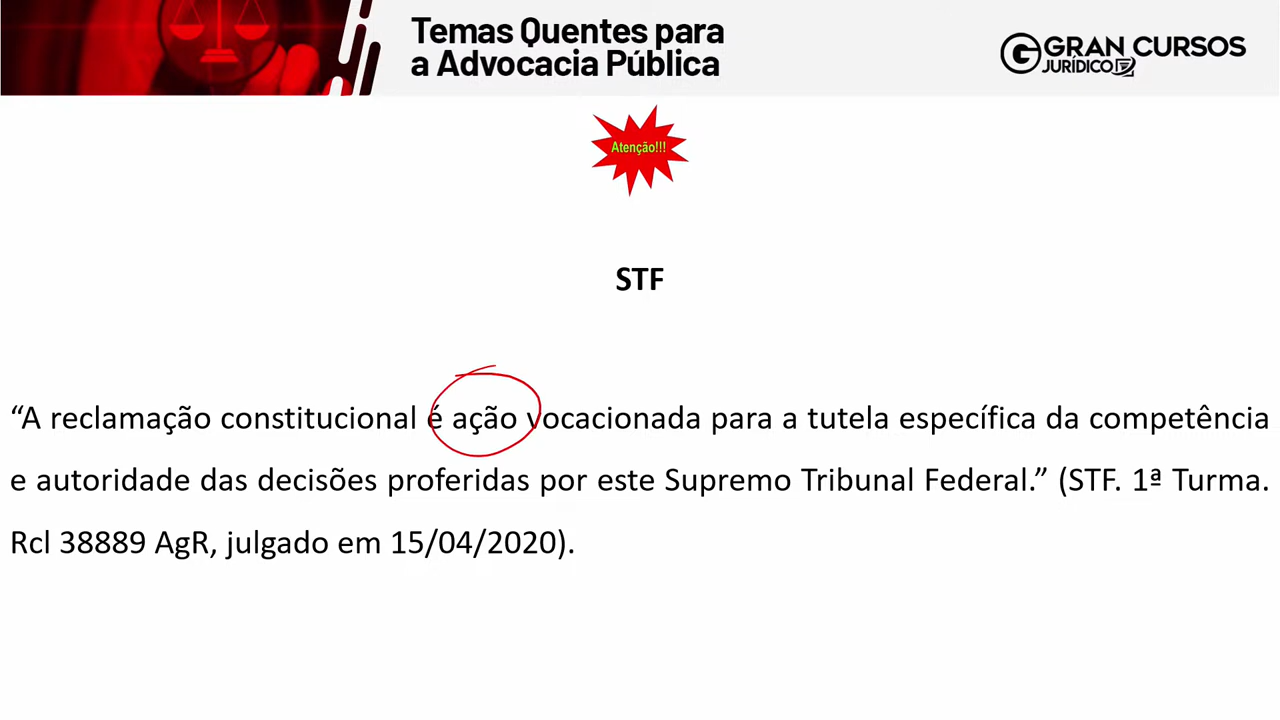 Temas Quentes para
a Advocacia Pública
GRAN CURSOS
JURÍDICO
Atenção!!!
STF
“A reclamação constitucional é ação vocacionada para a tutela específica da competência
e autoridade das decisões proferidas por este Supremo Tribunal Federal.” (STF. 1ª Turma.
Rcl 38889 AgR, julgado em 15/04/2020).